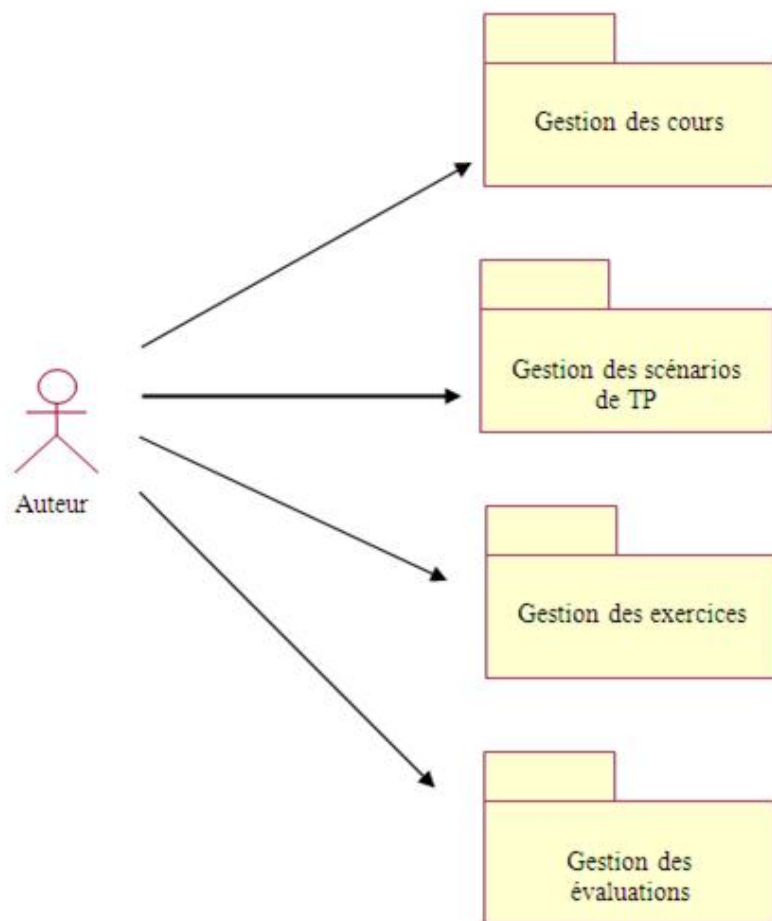 Gestion des cours
Gestion des scénarios
de TP
Auteur
Gestion des exercices
Gestion des
évaluations